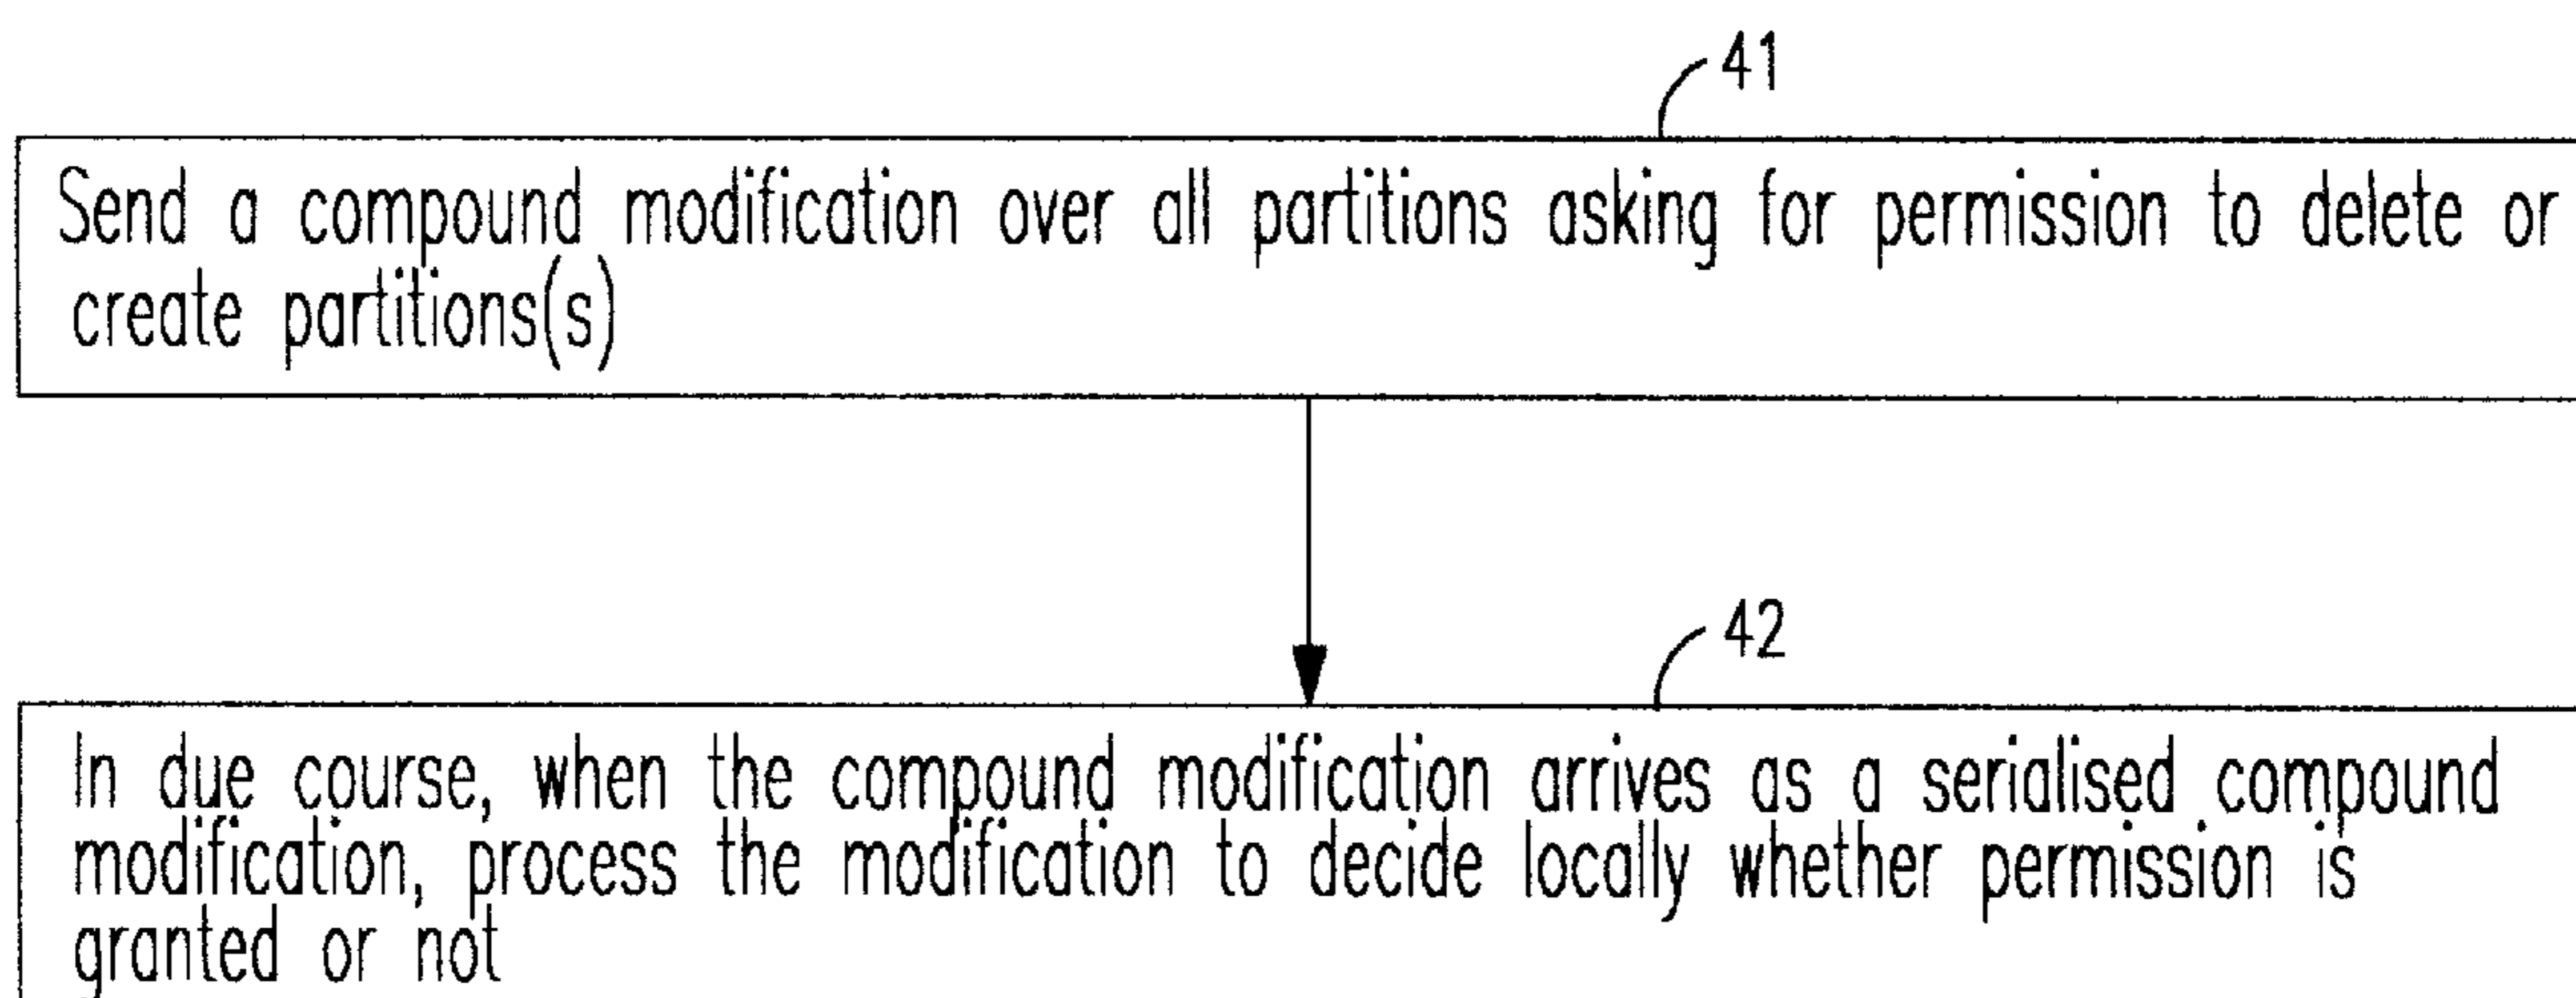 41
Send a compound modification over all partitions asking for permission to delete or
create partitions(s)
42
In due course, when the compound modification arrives as a serialised compound
modification, process the modification to decide locally whether permission is
granted or not